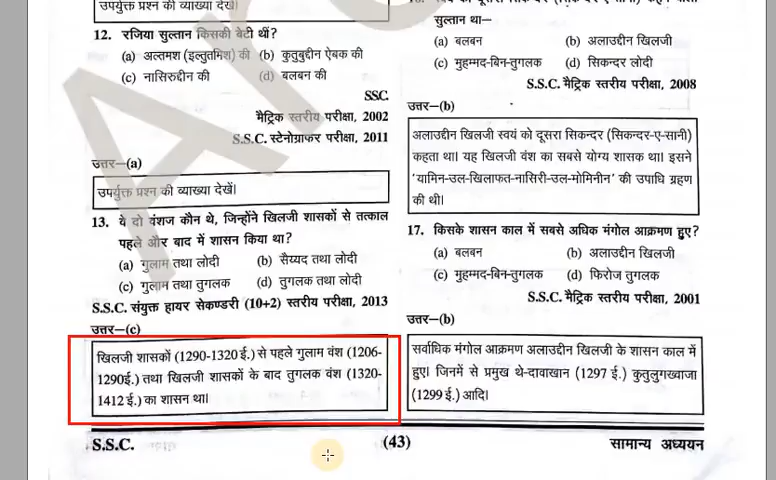 उपर्युक्त प्रश्न की व्याख्या देखें।
12. रजिया सुल्तान किसकी बेटी थीं?
(a) अल्तमश (इल्तुतमिश) की (b) कुतुबुद्दीन ऐबक की
(c) नासिरुद्दीन की (d) बलबन की
SSC
मैट्रिक स्तरीय परीक्षा, 2002
S.S.C. स्टेनोग्राफर परीक्षा, 2011
उत्तर—(a)
उपर्युक्त प्रश्न की व्याख्या देखें।
13. वे दो वंशज कौन थे, जिन्होंने खिलजी शासकों से तत्काल
पहले और बाद में शासन किया था?
(a) गुलाम तथा लोदी (b) सैय्यद तथा लोदी
(c) गुलाम तथा तुगलक (d) तुगलक तथा लोदी
S.S.C. संयुक्त हायर सेकण्डरी (10+2) स्तरीय परीक्षा, 2013
उत्तर—(c)
खिलजी शासकों (1290-1320 ई.) से पहले गुलाम वंश (1206-
1290ई.) तथा खिलजी शासकों के बाद तुगलक वंश (1320-
1412 ई.) का शासन था।
सुल्तान था—
(a) बलबन (b) अलाउद्दीन खिलजी
(c) मुहम्मद-बिन-तुगलक (d) सिकन्दर लोदी
S.S.C. मैट्रिक स्तरीय परीक्षा, 2008
उत्तर—(b)
अलाउद्दीन खिलजी स्वयं को दूसरा सिकन्दर (सिकन्दर-ए-सानी)
कहता था। यह खिलजी वंश का सबसे योग्य शासक था। इसने
'यामिन-उल-खिलाफत-नासिरी-उल-मोमिनीन' की उपाधि ग्रहण
की थी।
17. किसके शासन काल में सबसे अधिक मंगोल आक्रमण हुए?
(a) बलबन (b) अलाउद्दीन खिलजी
(c) मुहम्मद-बिन-तुगलक (d) फिरोज तुगलक
S.S.C. मैट्रिक स्तरीय परीक्षा, 2001
उत्तर—(b)
सर्वाधिक मंगोल आक्रमण अलाउद्दीन खिलजी के शासन काल में
हुए। जिनमें से प्रमुख थे-दावाखान (1297 ई.) कुतुलुगख्वाजा
(1299 ई.) आदि।
S.S.C. (43) सामान्य अध्ययन